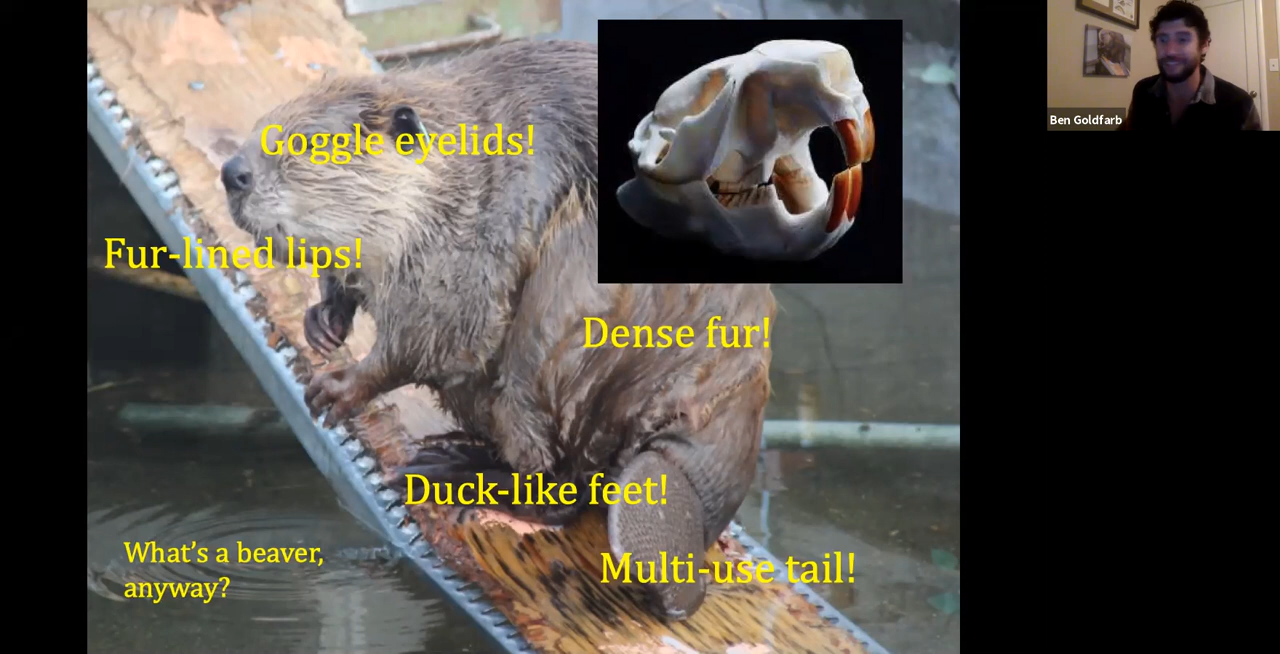 Ben Goldfarb
Goggle eyelids!
Fur-lined lips!
Dense fur!
Duck-like feet!
What's a beaver,
anyway?
Multi-use tail!